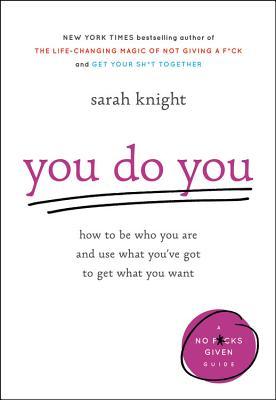 NEW YORK TIMES bestselling author of
THE LIFE-CHANGING MAGIC OF NOT GIVING A F*CK
and GET YOUR SH*T TOGETHER
sarah knight
you do you
how to be who you are
and use what you've got
to get what you want
A
NO F*CKS
GIVEN
GUIDE